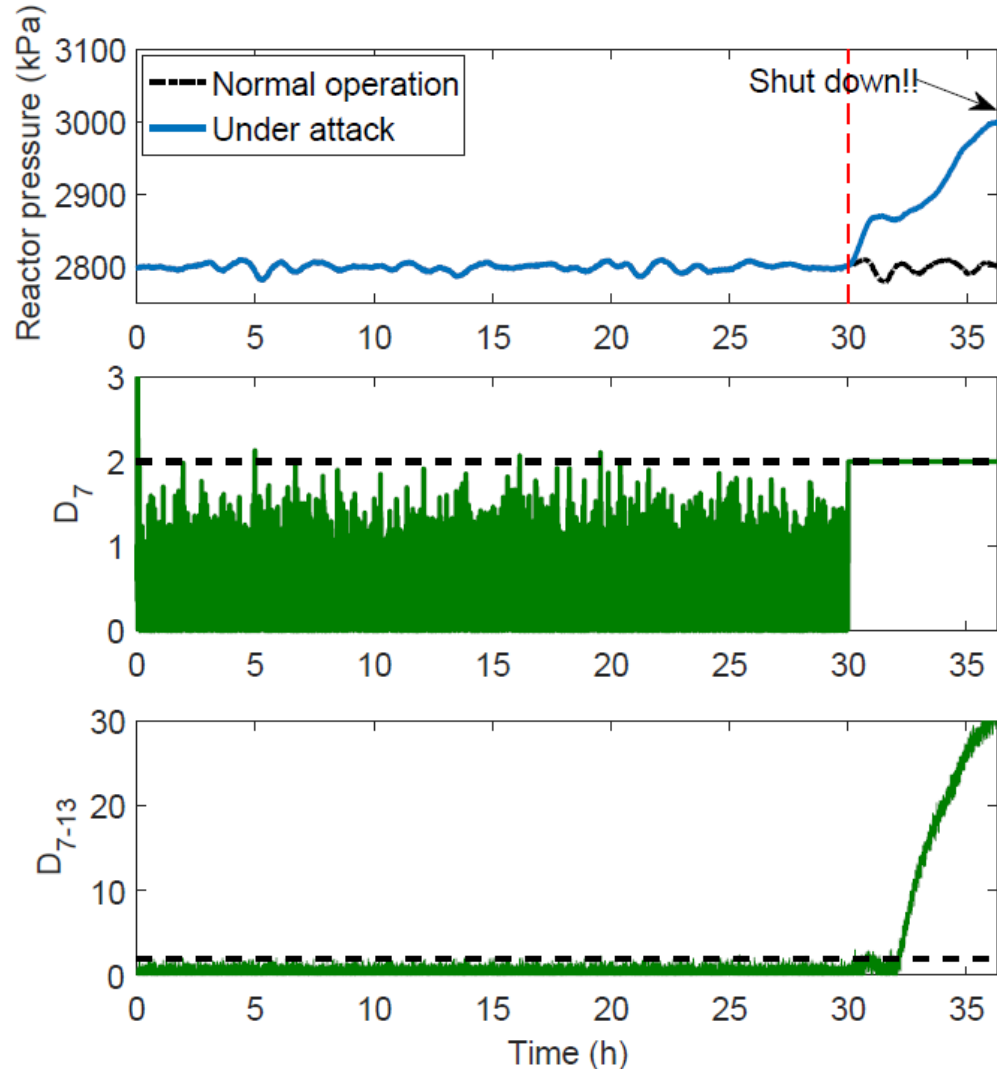 Reactor pressure (kPa)
3100
3000
2900
2800
Normal operation
Under attack
Shut down!!
0 5 10 15 20 25 30 35
D7
3
2
1
0
0 5 10 15 20 25 30 35
D7-13
30
20
10
0
0 5 10 15 20 25 30 35
Time (h)